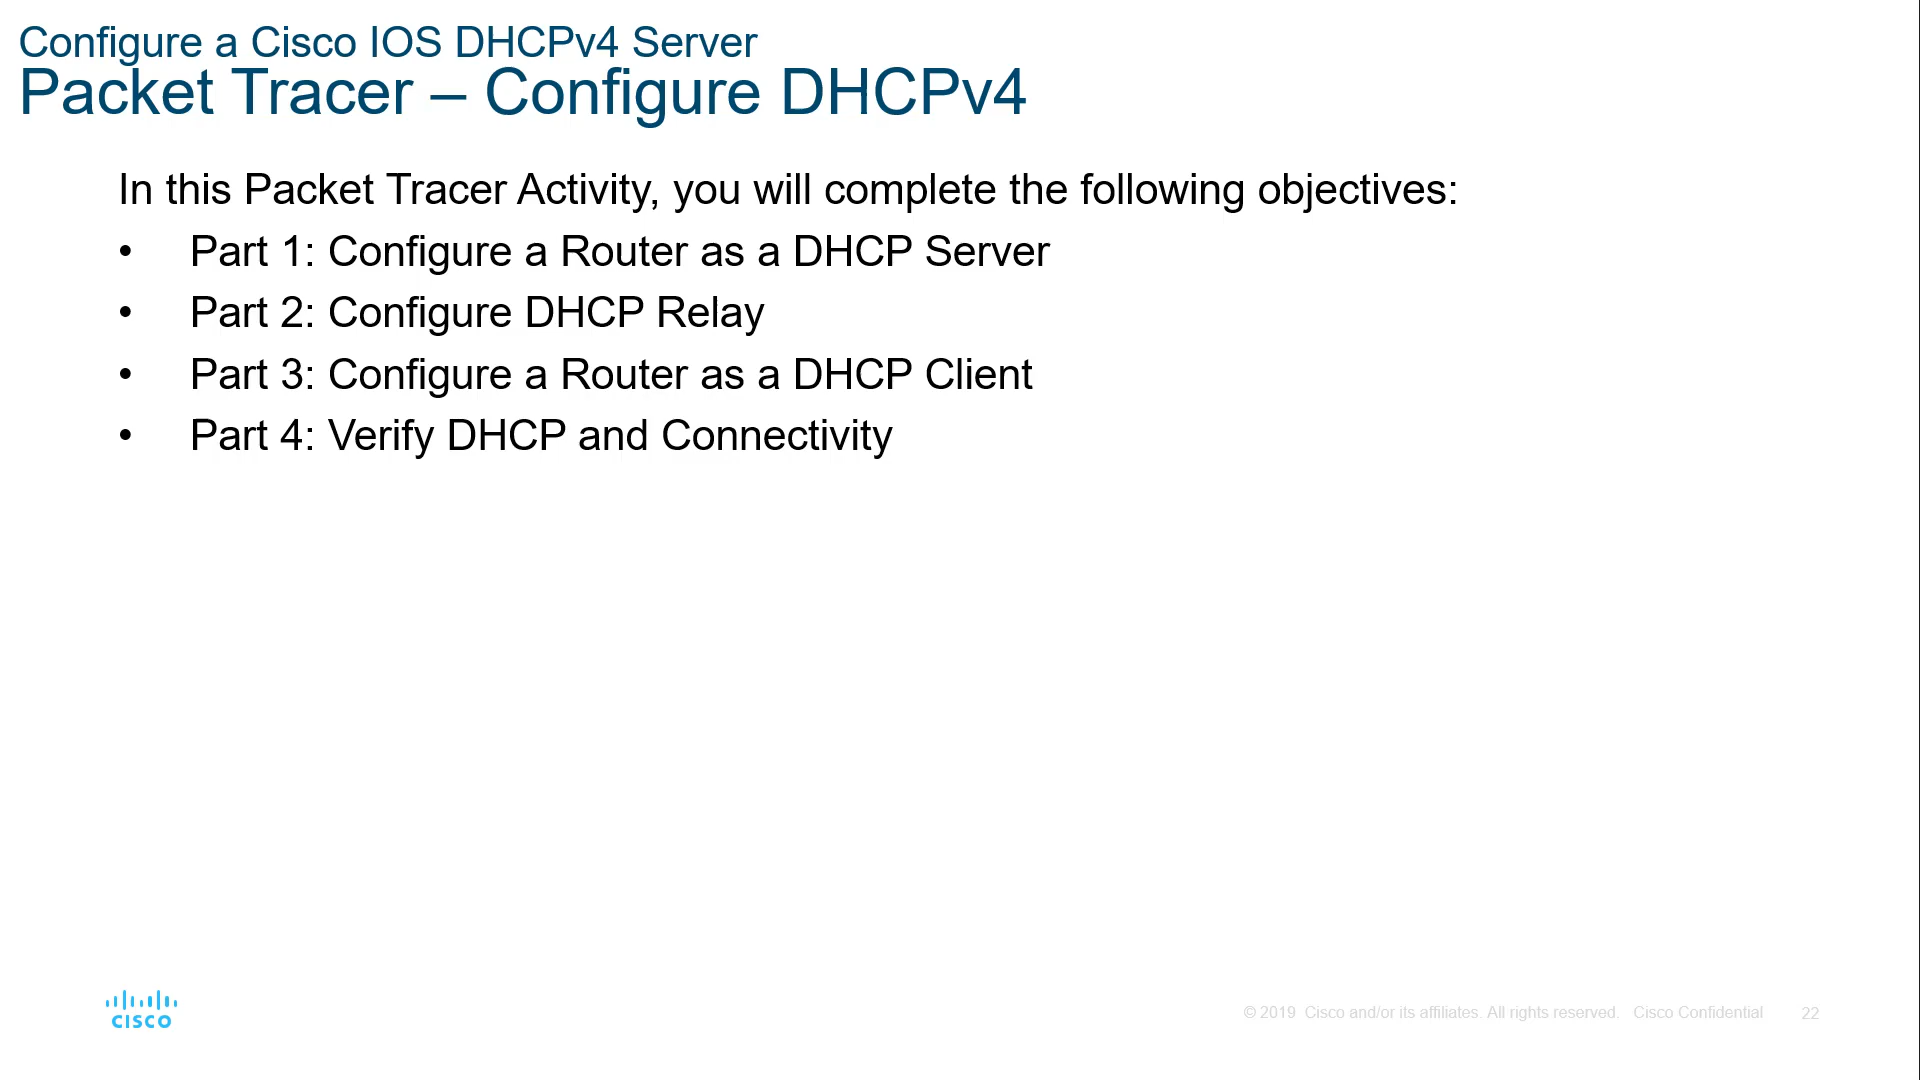 Configure a Cisco IOS DHCPv4 Server
Packet Tracer – Configure DHCPv4
In this Packet Tracer Activity, you will complete the following objectives:
• Part 1: Configure a Router as a DHCP Server
• Part 2: Configure DHCP Relay
• Part 3: Configure a Router as a DHCP Client
• Part 4: Verify DHCP and Connectivity
CISCO
© 2019 Cisco and/or its affiliates. All rights reserved. Cisco Confidential 22